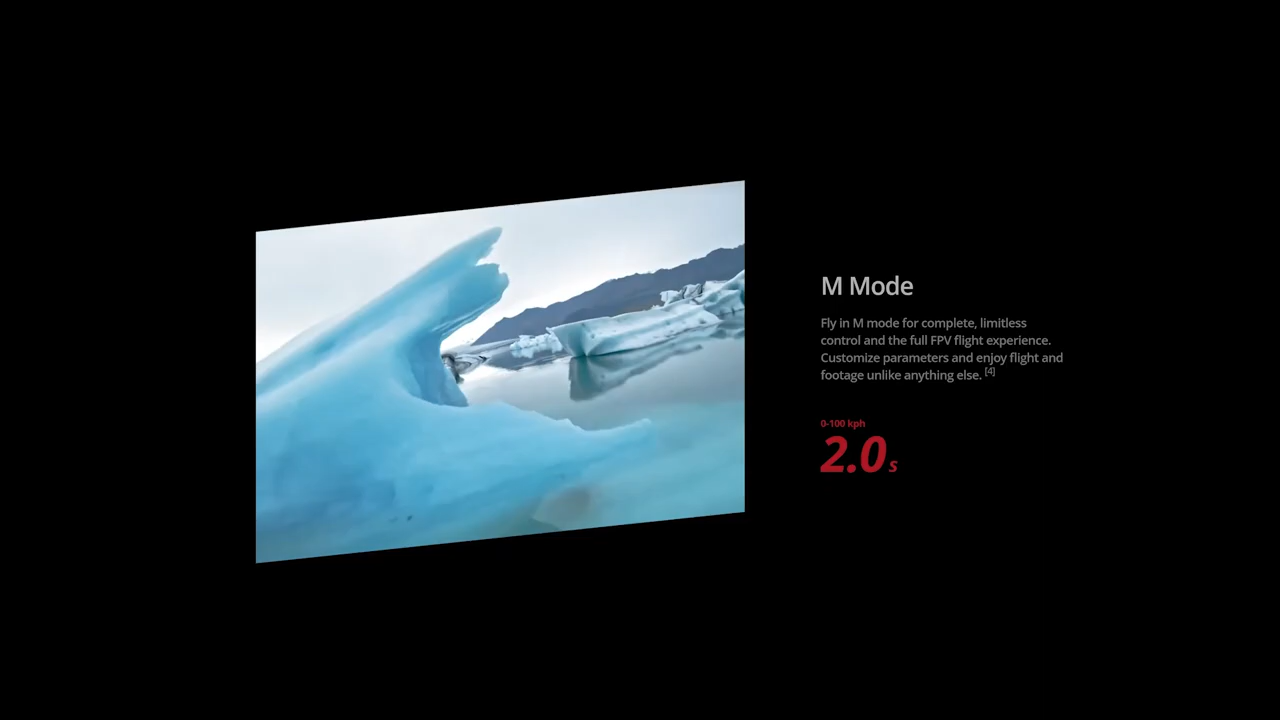 M Mode
Fly in M mode for complete, limitless
control and the full FPV flight experience.
Customize parameters and enjoy flight and
footage unlike anything else. [4]
0-100 kph
2.0 s